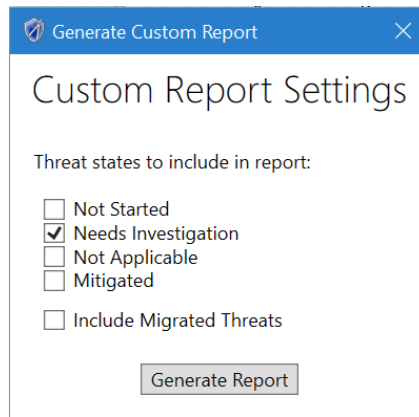 Generate Custom Report
Custom Report Settings
Threat states to include in report:
Not Started
Needs Investigation
Not Applicable
Mitigated
Include Migrated Threats
Generate Report